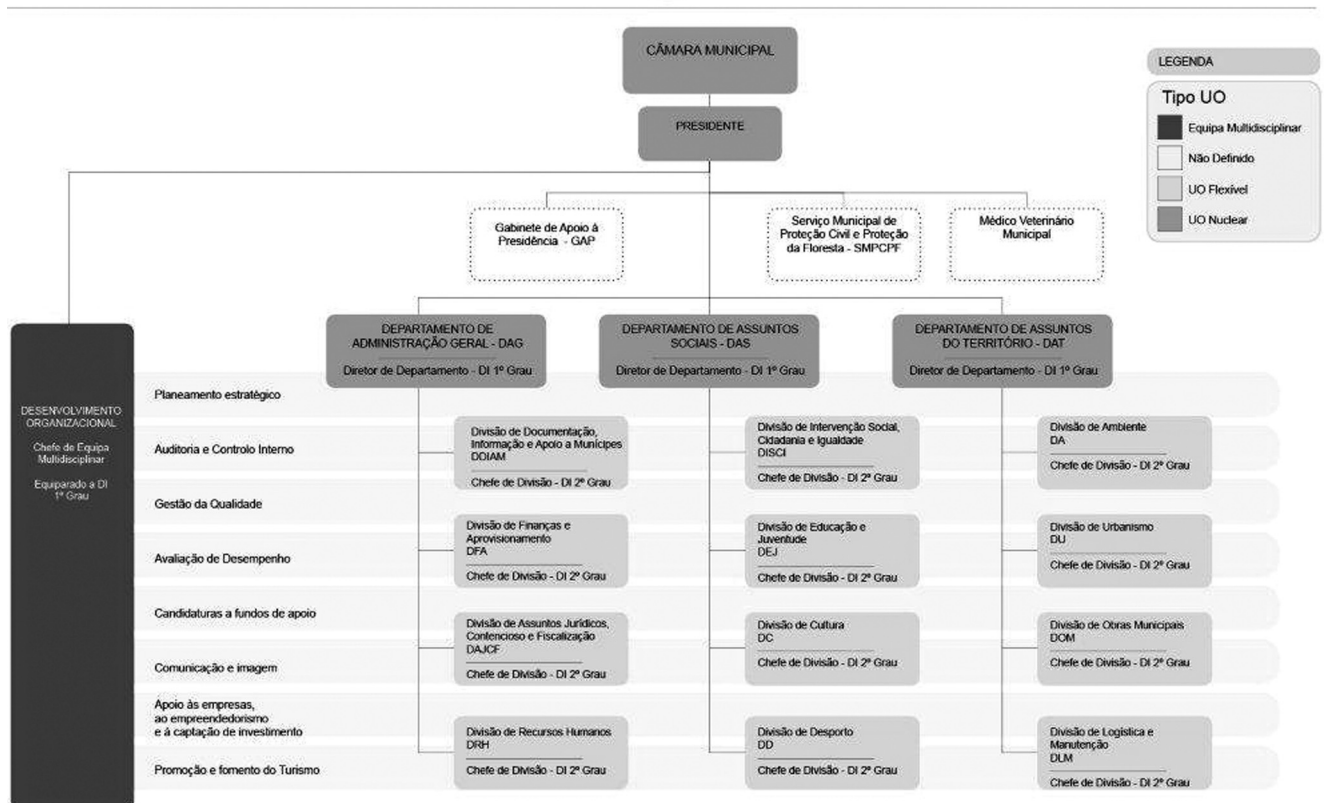 CÂMARA MUNICIPAL
PRESIDENTE
LEGENDA
Tipo UO
Equipa Multidisciplinar
Não Definido
UO Flexível
UO Nuclear
Gabinete de Apoio á
Presidência - GAP
Serviço Municipal de
Proteção Civil e Proteção
da Floresta - SMPCPF
Médico Veterinário
Municipal
DESENVOLVIMENTO
ORGANIZACIONAL
Chefe de Equipa
Multidisciplinar
Equiparado a DI
1º Grau
Planeamento estratégico
Auditoria e Controlo Interno
Gestão da Qualidade
Avaliação de Desempenho
Candidaturas a fundos de apoio
Comunicação e imagem
Apoio às empresas,
ao empreendedorismo
e á captação de investimento
Promoção e fomento do Turismo
DEPARTAMENTO DE
ADMINISTRAÇÃO GERAL - DAG
Diretor de Departamento - DI 1º Grau
Divisão de Documentação,
Informação e Apoio a Munícipes
DDIAM
Chefe de Divisão - DI 2º Grau
Divisão de Finanças e
Aprovisionamento
DFA
Chefe de Divisão - DI 2º Grau
Divisão de Assuntos Jurídicos,
Contencioso e Fiscalização
DAJCF
Chefe de Divisão - DI 2º Grau
Divisão de Recursos Humanos
DRH
Chefe de Divisão - DI 2º Grau
DEPARTAMENTO DE ASSUNTOS
SOCIAIS - DAS
Diretor de Departamento - DI 1º Grau
Divisão de Intervenção Social,
Cidadania e Igualdade
DISCI
Chefe de Divisão - DI 2º Grau
Divisão de Educação e
Juventude
DEJ
Chefe de Divisão - DI 2º Grau
Divisão de Cultura
DC
Chefe de Divisão - DI 2º Grau
Divisão de Desporto
DD
Chefe de Divisão - DI 2º Grau
DEPARTAMENTO DE ASSUNTOS
DO TERRITÓRIO - DAT
Diretor de Departamento - DI 1º Grau
Divisão de Ambiente
DA
Chefe de Divisão - DI 2º Grau
Divisão de Urbanismo
DU
Chefe de Divisão - DI 2º Grau
Divisão de Obras Municipais
DOM
Chefe de Divisão - DI 2º Grau
Divisão de Logística e
Manutenção
DLM
Chefe de Divisão - DI 2º Grau